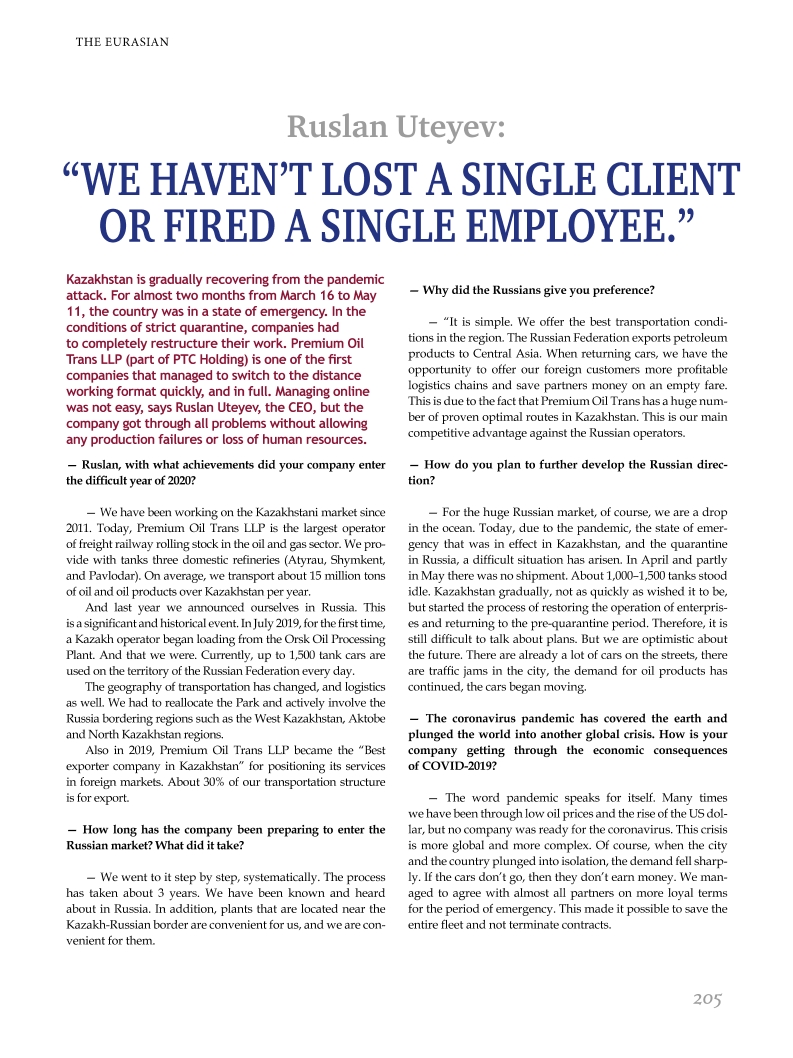 THE EURASIAN
Ruslan Uteyev:
“WE HAVEN’T LOST A SINGLE CLIENT
OR FIRED A SINGLE EMPLOYEE.”
Kazakhstan is gradually recovering from the pandemic
attack. For almost two months from March 16 to May
11, the country was in a state of emergency. In the
conditions of strict quarantine, companies had
to completely restructure their work. Premium Oil
Trans LLP (part of PTC Holding) is one of the first
companies that managed to switch to the distance
working format quickly, and in full. Managing online
was not easy, says Ruslan Uteyev, the CEO, but the
company got through all problems without allowing
any production failures or loss of human resources.
— Ruslan, with what achievements did your company enter
the difficult year of 2020?
— We have been working on the Kazakhstani market since
2011. Today, Premium Oil Trans LLP is the largest operator
of freight railway rolling stock in the oil and gas sector. We pro-
vide with tanks three domestic refineries (Atyrau, Shymkent,
and Pavlodar). On average, we transport about 15 million tons
of oil and oil products over Kazakhstan per year.
And last year we announced ourselves in Russia. This
is a significant and historical event. In July 2019, for the first time,
a Kazakh operator began loading from the Orsk Oil Processing
Plant. And that we were. Currently, up to 1,500 tank cars are
used on the territory of the Russian Federation every day.
The geography of transportation has changed, and logistics
as well. We had to reallocate the Park and actively involve the
Russia bordering regions such as the West Kazakhstan, Aktobe
and North Kazakhstan regions.
Also in 2019, Premium Oil Trans LLP became the “Best
exporter company in Kazakhstan” for positioning its services
in foreign markets. About 30% of our transportation structure
is for export.
— How long has the company been preparing to enter the
Russian market? What did it take?
— We went to it step by step, systematically. The process
has taken about 3 years. We have been known and heard
about in Russia. In addition, plants that are located near the
Kazakh-Russian border are convenient for us, and we are con-
venient for them.
— Why did the Russians give you preference?
— “It is simple. We offer the best transportation condi-
tions in the region. The Russian Federation exports petroleum
products to Central Asia. When returning cars, we have the
opportunity to offer our foreign customers more profitable
logistics chains and save partners money on an empty fare.
This is due to the fact that Premium Oil Trans has a huge num-
ber of proven optimal routes in Kazakhstan. This is our main
competitive advantage against the Russian operators.
— How do you plan to further develop the Russian direc-
tion?
— For the huge Russian market, of course, we are a drop
in the ocean. Today, due to the pandemic, the state of emer-
gency that was in effect in Kazakhstan, and the quarantine
in Russia, a difficult situation has arisen. In April and partly
in May there was no shipment. About 1,000–1,500 tanks stood
idle. Kazakhstan gradually, not as quickly as wished it to be,
but started the process of restoring the operation of enterpris-
es and returning to the pre-quarantine period. Therefore, it is
still difficult to talk about plans. But we are optimistic about
the future. There are already a lot of cars on the streets, there
are traffic jams in the city, the demand for oil products has
continued, the cars began moving.
— The coronavirus pandemic has covered the earth and
plunged the world into another global crisis. How is your
company getting through the economic consequences
of COVID-2019?
— The word pandemic speaks for itself. Many times
we have been through low oil prices and the rise of the US dol-
lar, but no company was ready for the coronavirus. This crisis
is more global and more complex. Of course, when the city
and the country plunged into isolation, the demand fell sharp-
ly. If the cars don’t go, then they don’t earn money. We man-
aged to agree with almost all partners on more loyal terms
for the period of emergency. This made it possible to save the
entire fleet and not terminate contracts.
205